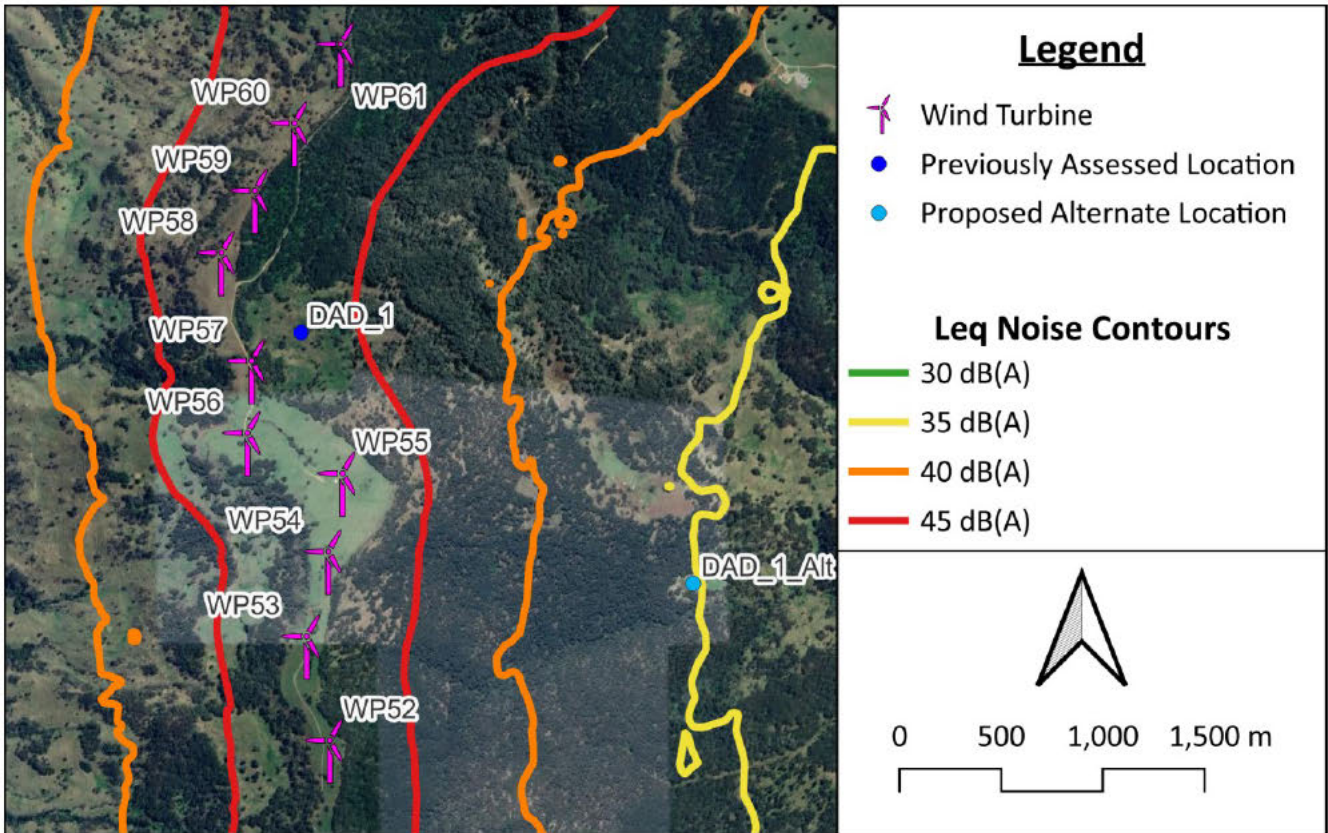 WP60
WP61
WP59
WP58
WP57
DAD_1
WP56
WP55
WP54
DAD_1_Alt
WP53
WP52
Legend
Wind Turbine
Previously Assessed Location
Proposed Alternate Location
Leq Noise Contours
30 dB(A)
35 dB(A)
40 dB(A)
45 dB(A)
0 500 1,000 1,500 m